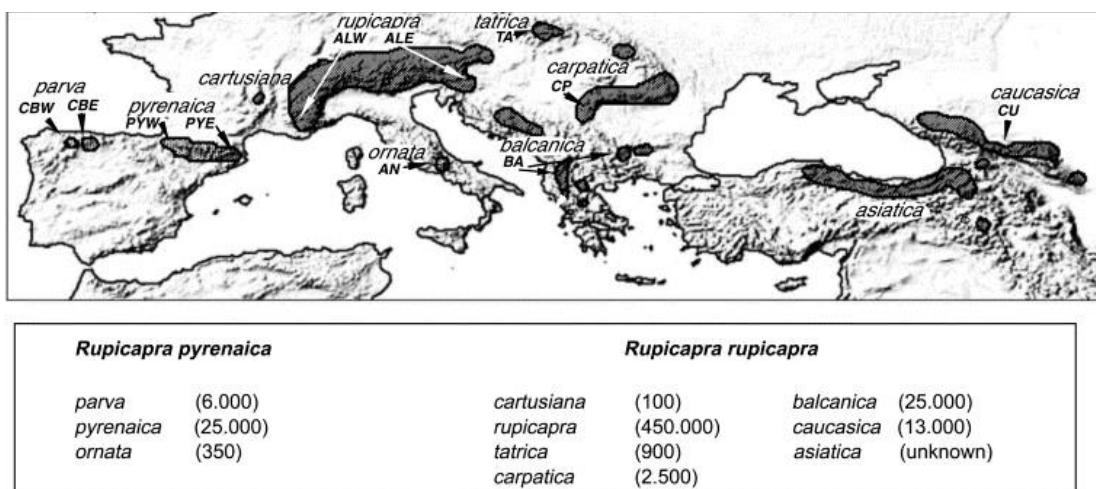 rupicapra
ALW ALE
tatrica
TA
cartusiana
carpatica
CP
caucasica
CU
parva
CBW CBE
pyrenaica
PYW PYE
ornata
AN
balcanica
BA
asiatica
Rupicapra pyrenaica
Rupicapra rupicapra
parva (6.000) cartusiana (100) balcanica (25.000)
pyrenaica (25.000) rupicapra (450.000) caucasica (13.000)
ornata (350) tatrica (900) asiatica (unknown)
carpatica (2.500)